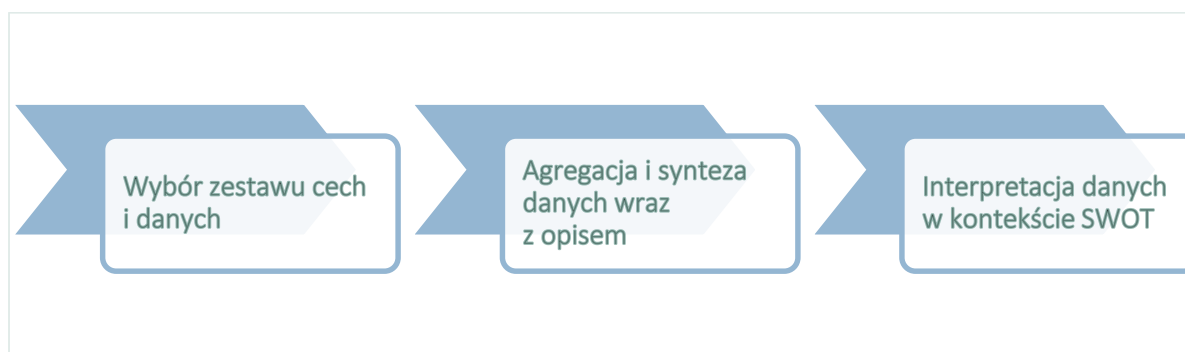 Wybór zestawu cech
i danych
Agregacja i synteza
danych wraz
z opisem
Interpretacja danych
w kontekście SWOT